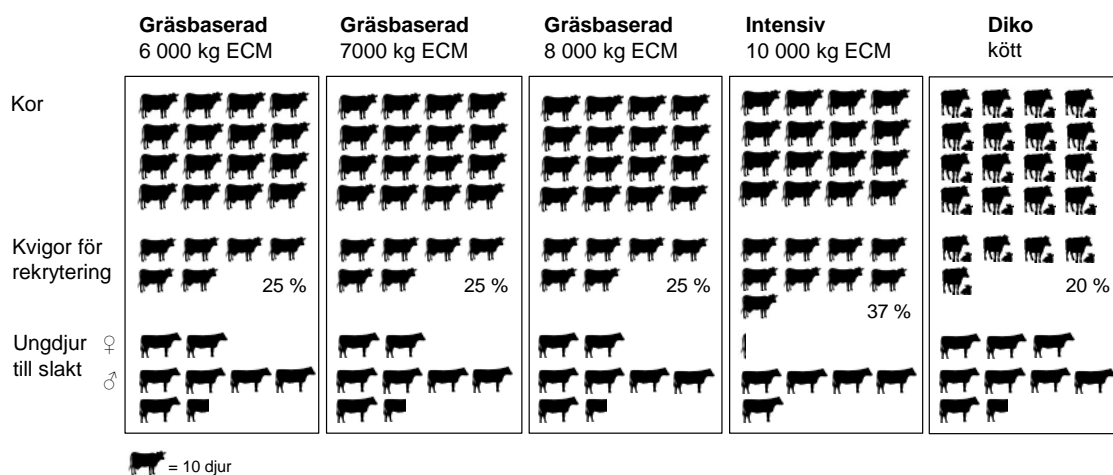 Gräsbaserad Gräsbaserad Gräsbaserad Intensiv Diko
6 000 kg ECM 7000 kg ECM 8 000 kg ECM 10 000 kg ECM kött
Kor
Kvigor för
rekrytering
25 % 25 % 25 % 37 % 20 %
Ungdjur ♀
till slakt
♂
= 10 djur